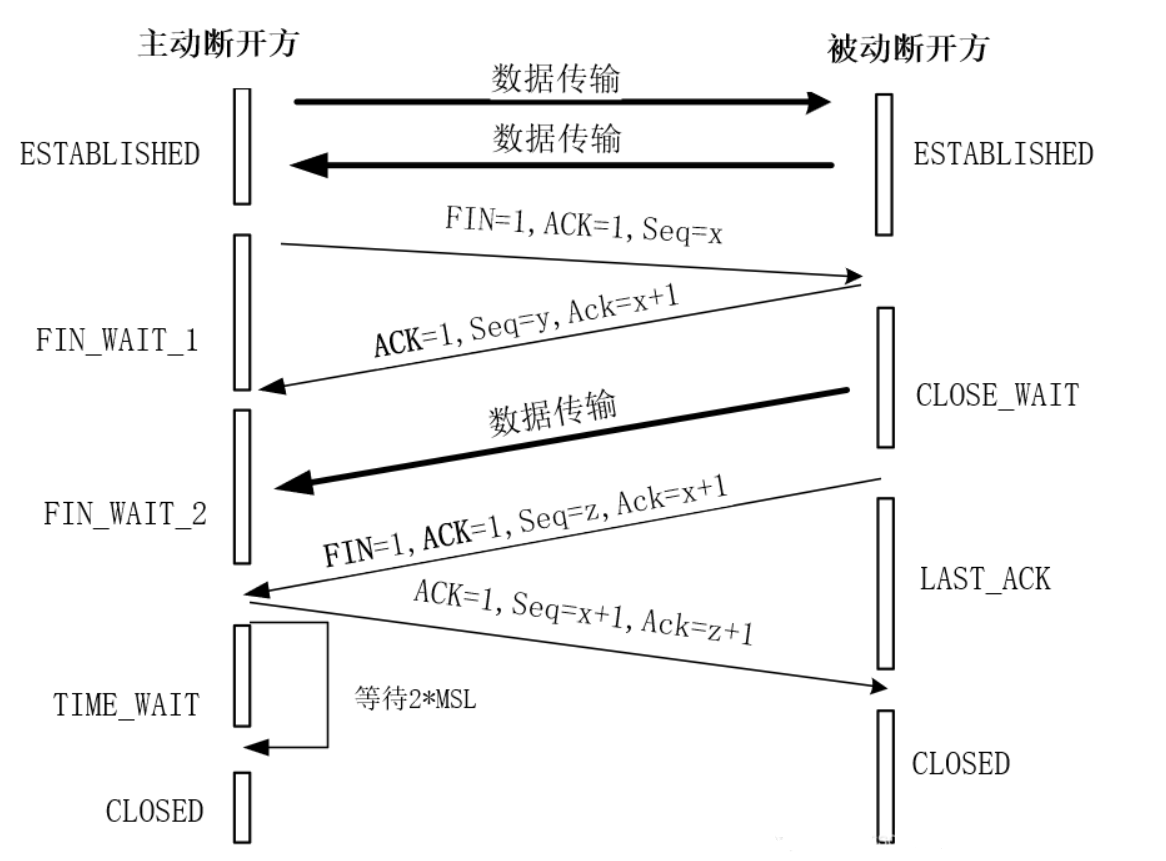 主动断开方
被动断开方
数据传输
数据传输
ESTABLISHED
ESTABLISHED
FIN=1, ACK=1, Seq=x
ACK=1, Seq=y, Ack=x+1
FIN_WAIT_1
CLOSE_WAIT
数据传输
FIN_WAIT_2
FIN=1, ACK=1, Seq=z, Ack=x+1
LAST_ACK
ACK=1, Seq=x+1, Ack=z+1
TIME_WAIT
等待2*MSL
CLOSED
CLOSED